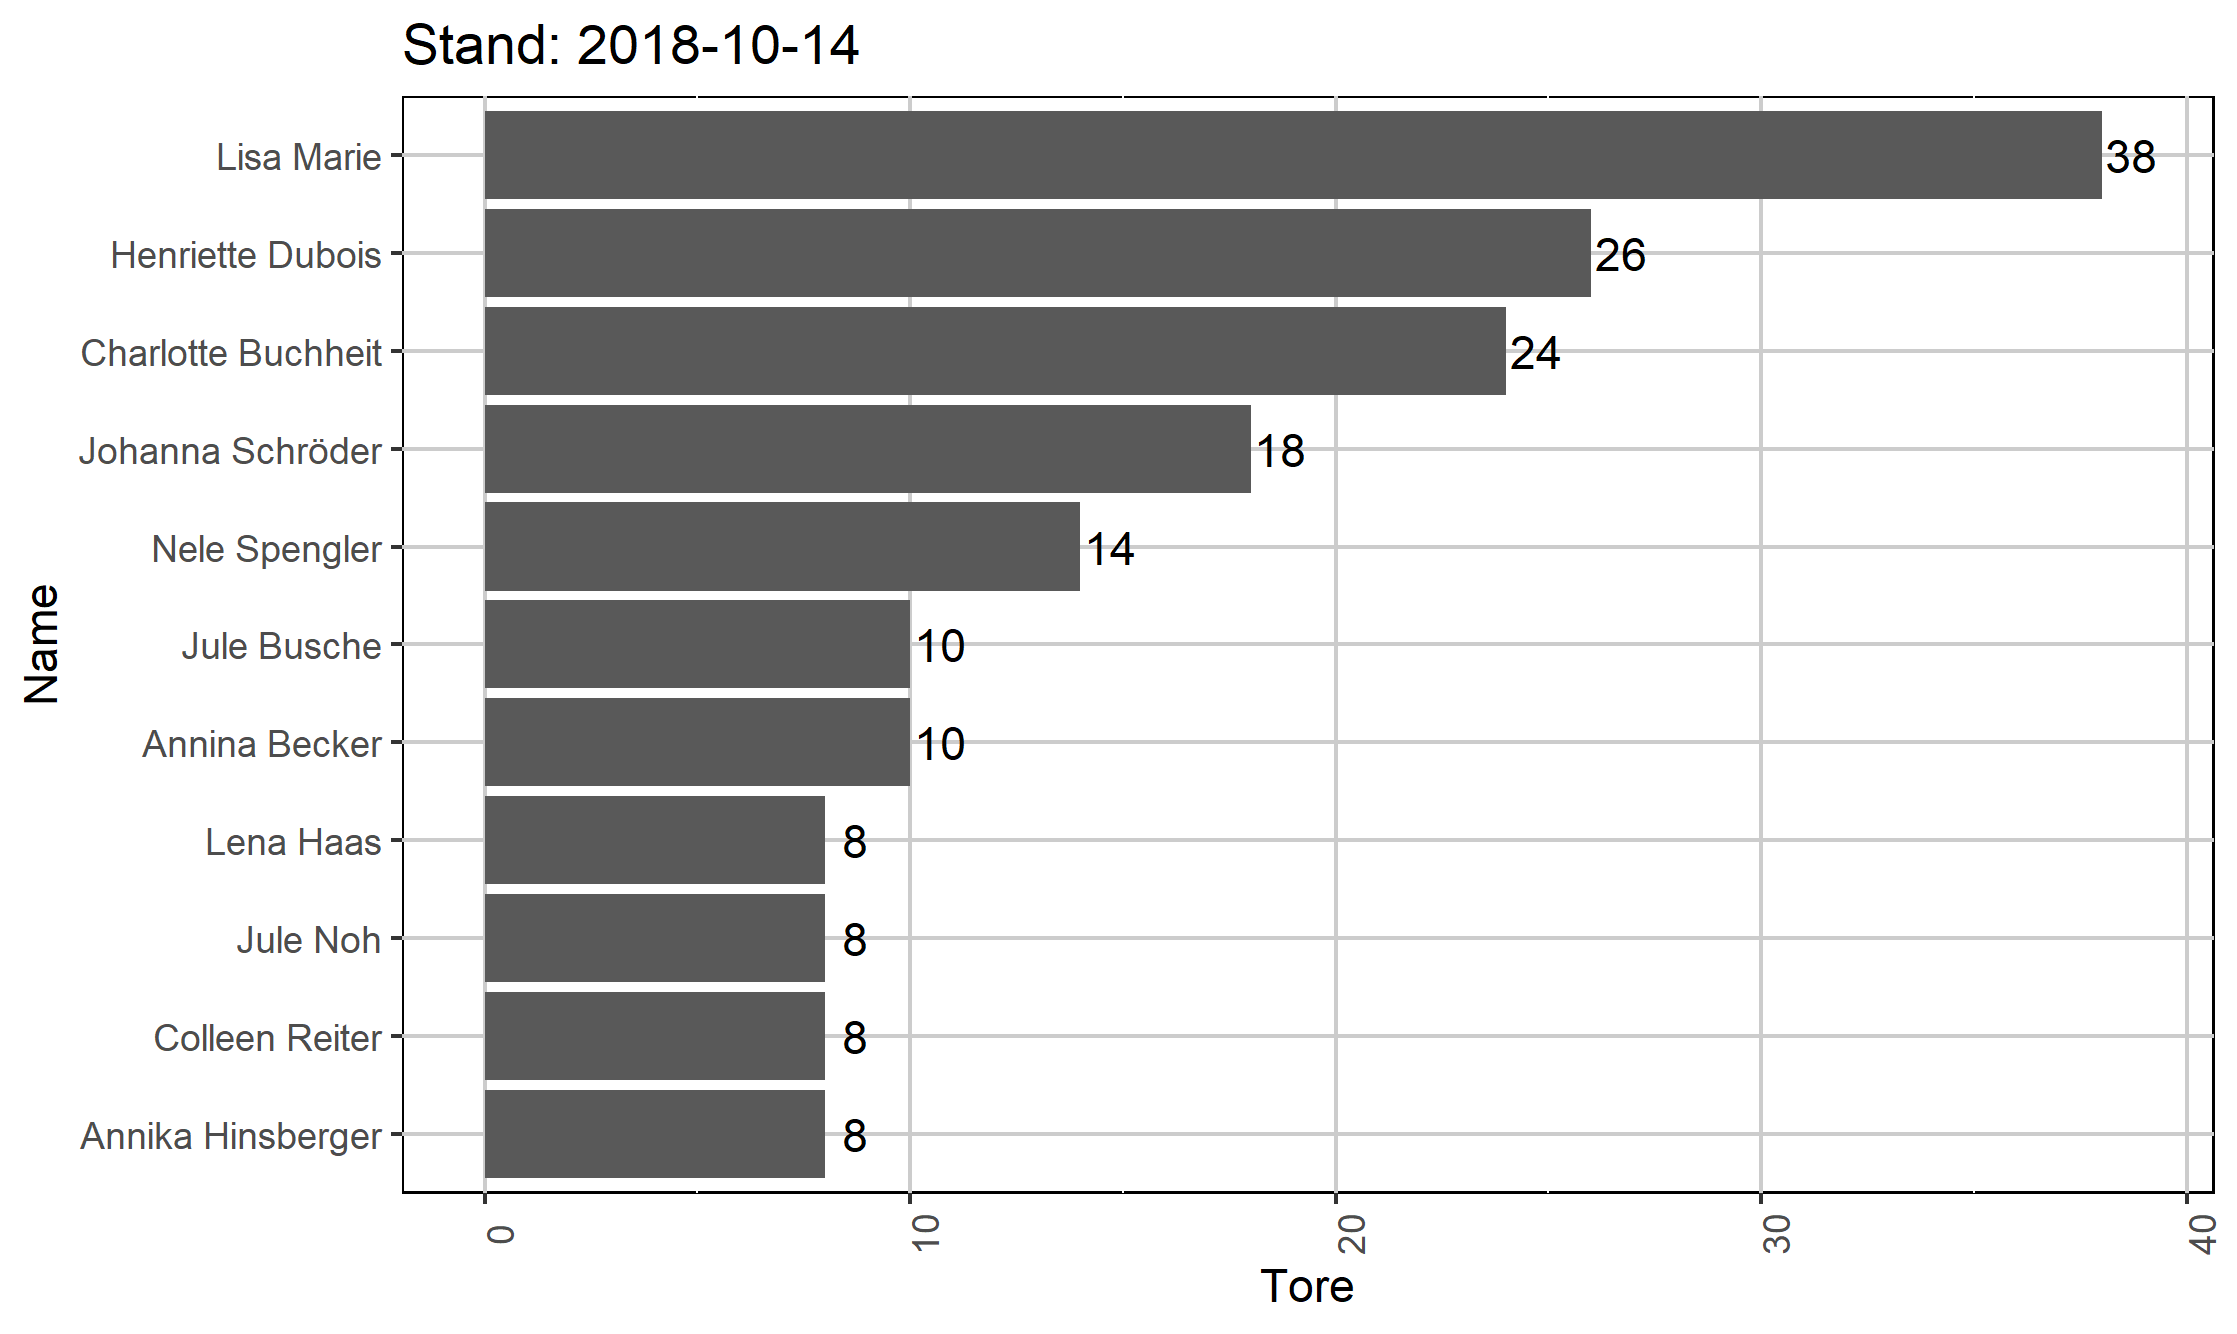 Stand: 2018-10-14
Lisa Marie 38
Henriette Dubois 26
Charlotte Buchheit 24
Johanna Schröder 18
Nele Spengler 14
Jule Busche 10
Annina Becker 10
Lena Haas 8
Jule Noh 8
Colleen Reiter 8
Annika Hinsberger 8
Name
0 10 20 30 40
Tore